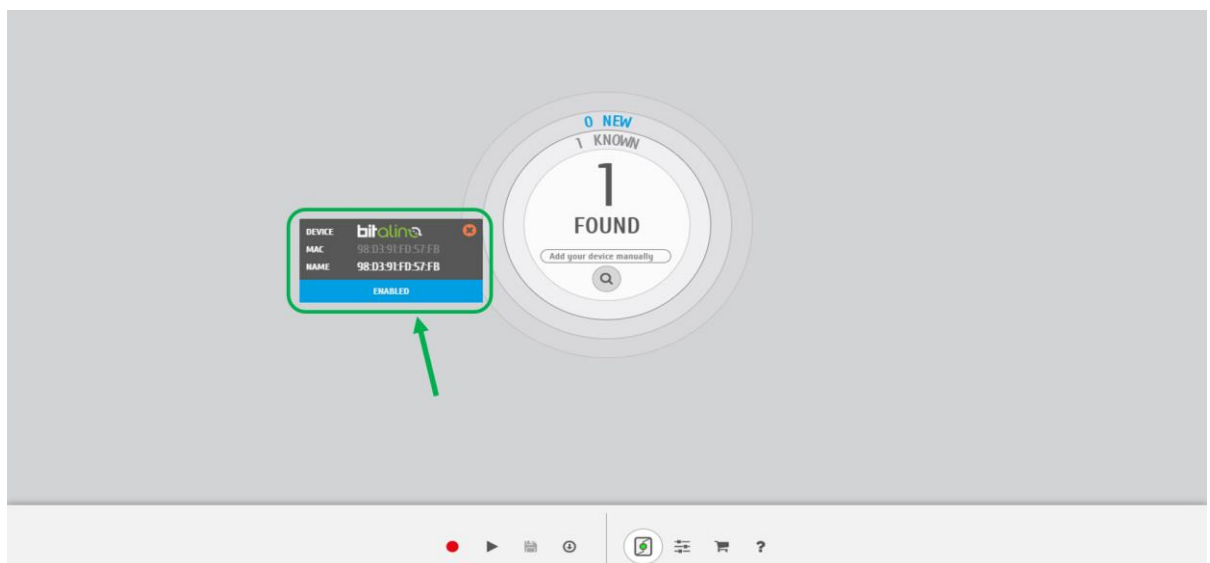 0 NEW
1 KNOWN
1
FOUND
Add your device manually
DEVICE bitalino
MAC 98:D3:91:FD:57:FB
NAME 98:D3:91:FD:57:FB
ENABLED
?